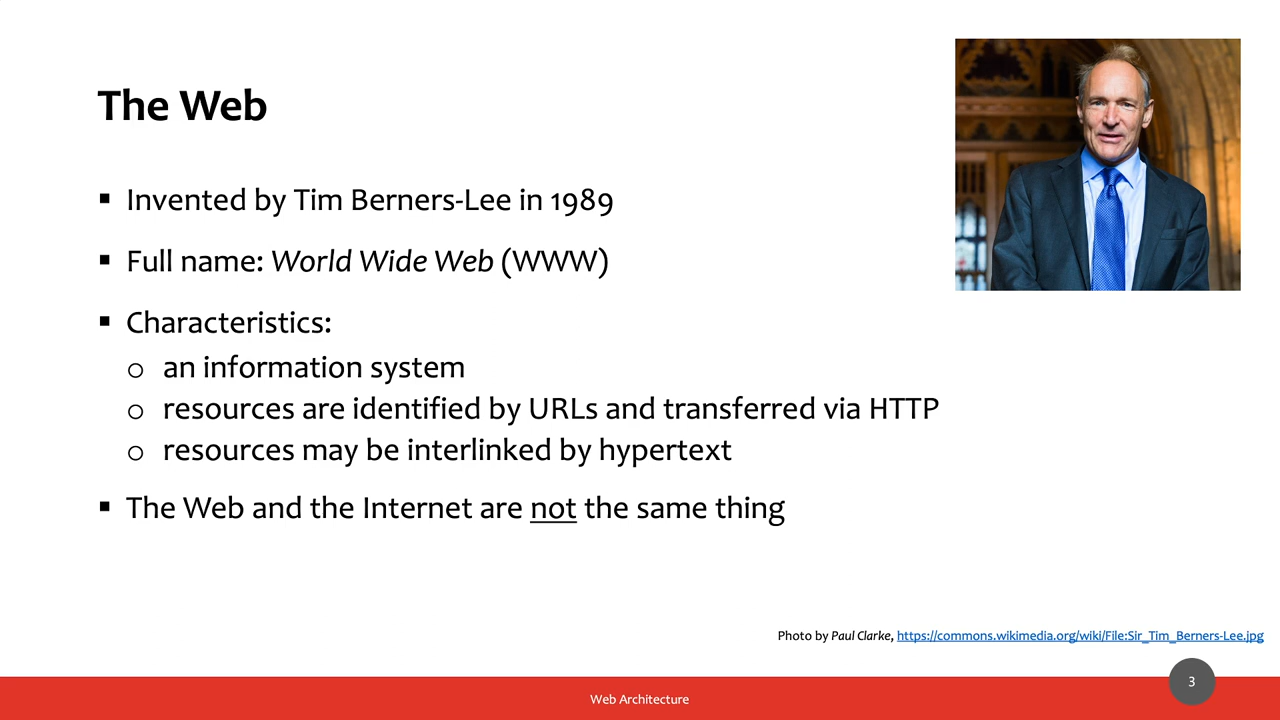 The Web
▪ Invented by Tim Berners-Lee in 1989
▪ Full name: World Wide Web (WWW)
▪ Characteristics:
o an information system
o resources are identified by URLs and transferred via HTTP
o resources may be interlinked by hypertext
▪ The Web and the Internet are not the same thing
Photo by Paul Clarke, https://commons.wikimedia.org/wiki/File:Sir_Tim_Berners-Lee.jpg
Web Architecture
3